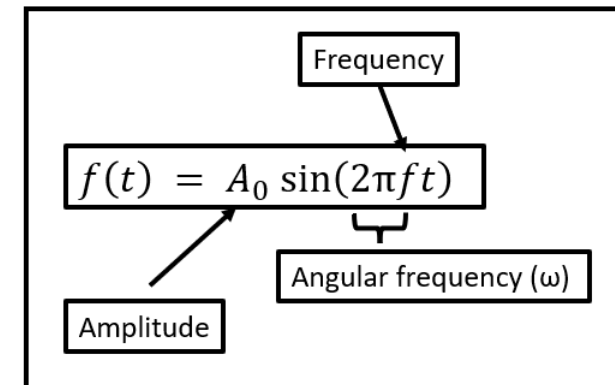 Frequency
f(t) = A₀ sin(2πft)
Angular frequency (ω)
Amplitude